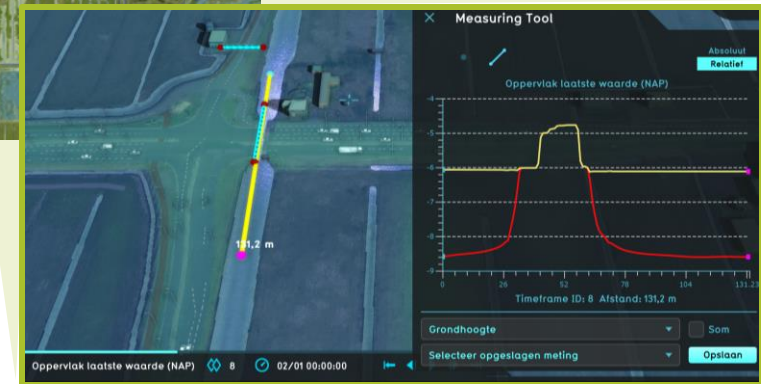 Measuring Tool
Absoluut
Relatief
Oppervlak laatste waarde (NAP)
-4
-5
-6
-7
-8
-9
0 26 52 78 104 131.23
Timeframe ID: 8 Afstand: 131,2 m
131,2 m
Grondhoogte
Som
Selecteer opgeslagen meting
Opslaan
Oppervlak laatste waarde (NAP) 8 02/01 00:00:00